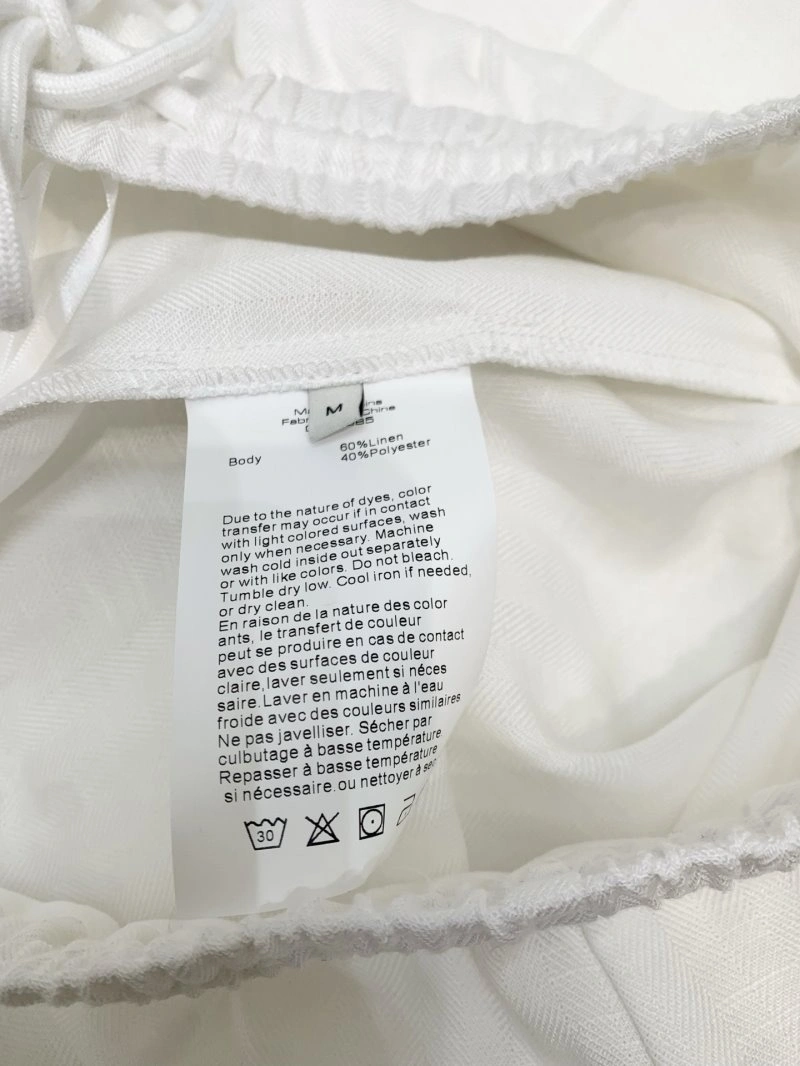 M
60%Linen
Body 40%Polyester
Due to the nature of dyes, color
transfer may occur if in contact
with light colored surfaces, wash
only when necessary. Machine
wash cold inside out separately
or with like colors. Do not bleach.
Tumble dry low. Cool iron if needed,
or dry clean.
En raison de la nature des color
ants, le transfert de couleur
peut se produire en cas de contact
avec des surfaces de couleur
claire,laver seulement si néces
saire.Laver en machine à l'eau
froide avec des couleurs similaires
Ne pas javelliser. Sécher par
culbutage à basse température.
Repasser à basse température
si nécessaire.ou nettoyer à sec.
30